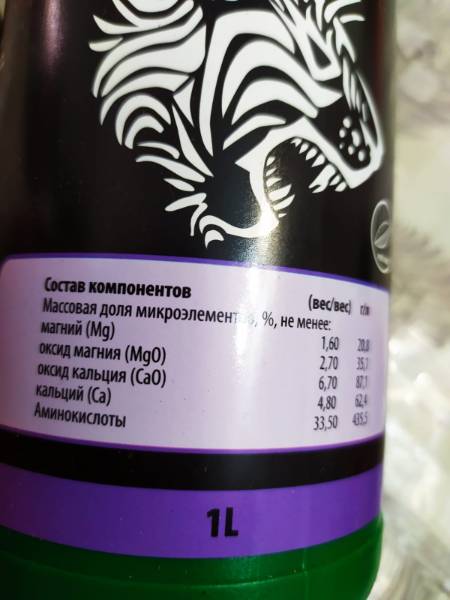 Состав компонентов (вес/вес) г/л
Массовая доля микроэлементов, %, не менее:
магний (Mg) 1,60 20,8
оксид магния (MgO) 2,70 35,1
оксид кальция (CaO) 6,70 87,1
кальций (Ca) 4,80 62,4
Аминокислоты 33,50 435,5
1L